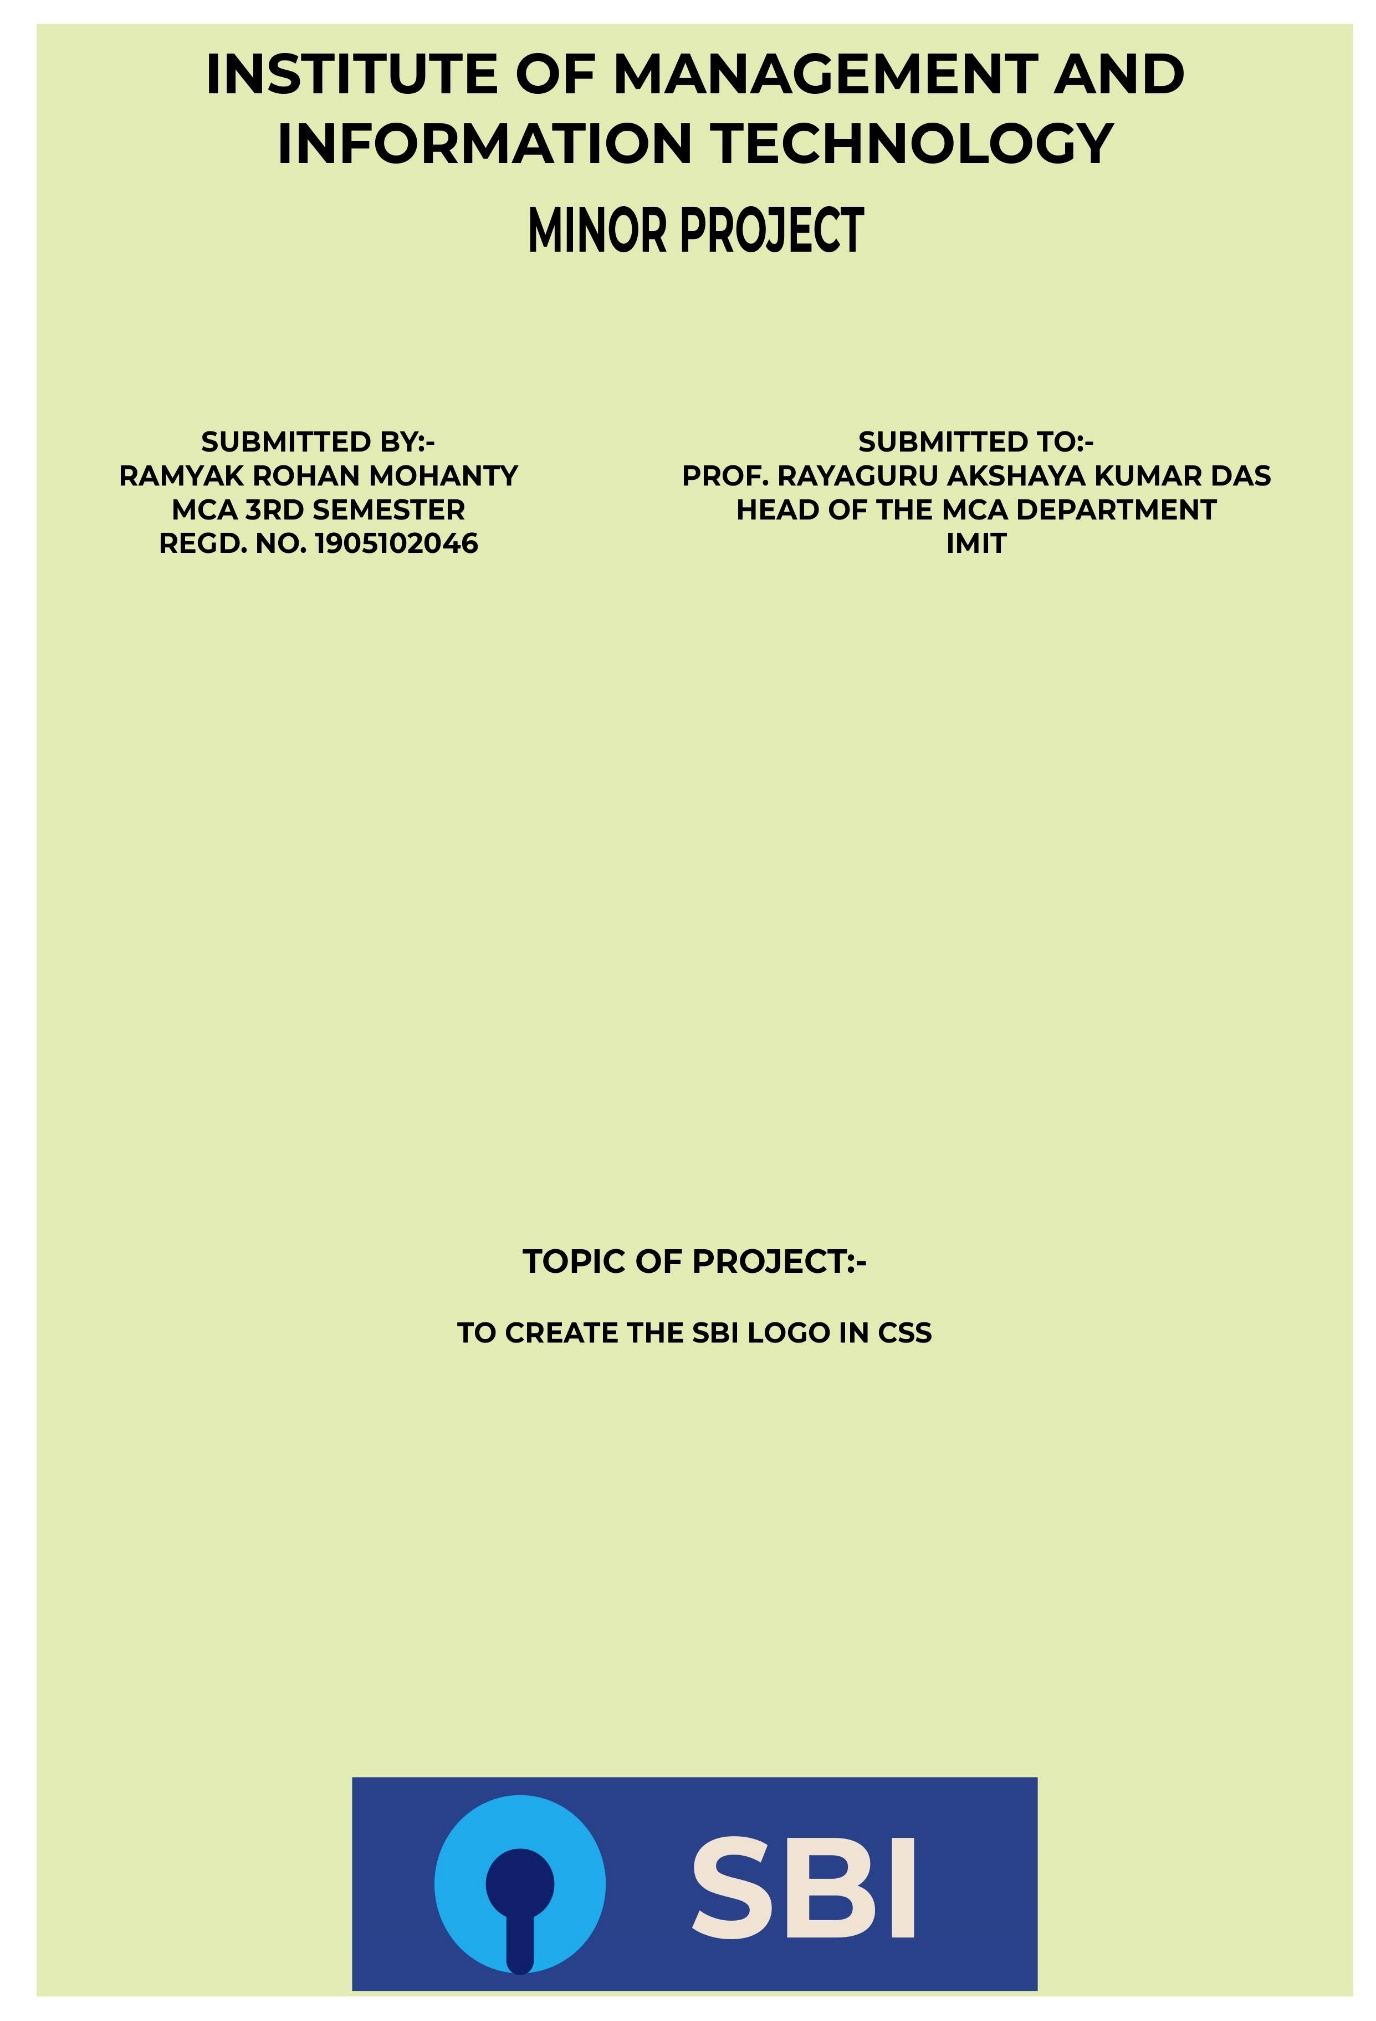 INSTITUTE OF MANAGEMENT AND
INFORMATION TECHNOLOGY
MINOR PROJECT
SUBMITTED BY:-
RAMYAK ROHAN MOHANTY
MCA 3RD SEMESTER
REGD. NO. 1905102046
SUBMITTED TO:-
PROF. RAYAGURU AKSHAYA KUMAR DAS
HEAD OF THE MCA DEPARTMENT
IMIT
TOPIC OF PROJECT:-
TO CREATE THE SBI LOGO IN CSS
SBI